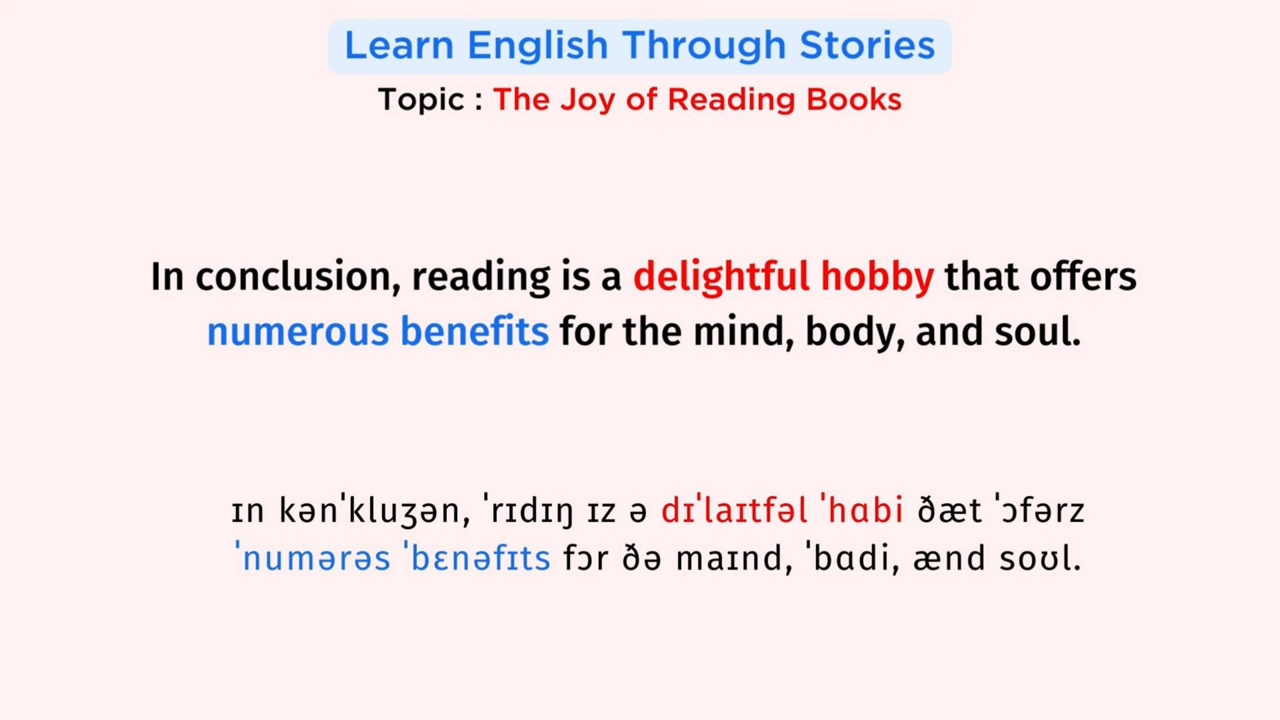 Learn English Through Stories
Topic : The Joy of Reading Books
In conclusion, reading is a delightful hobby that offers
numerous benefits for the mind, body, and soul.
ɪn kənˈkluʒən, ˈrɪdɪŋ ɪz ə dɪˈlaɪtfəl ˈhɑbi ðæt ˈɔfərz
ˈnumərəs ˈbɛnəfɪts fɔr ðə maɪnd, ˈbɑdi, ænd soʊl.